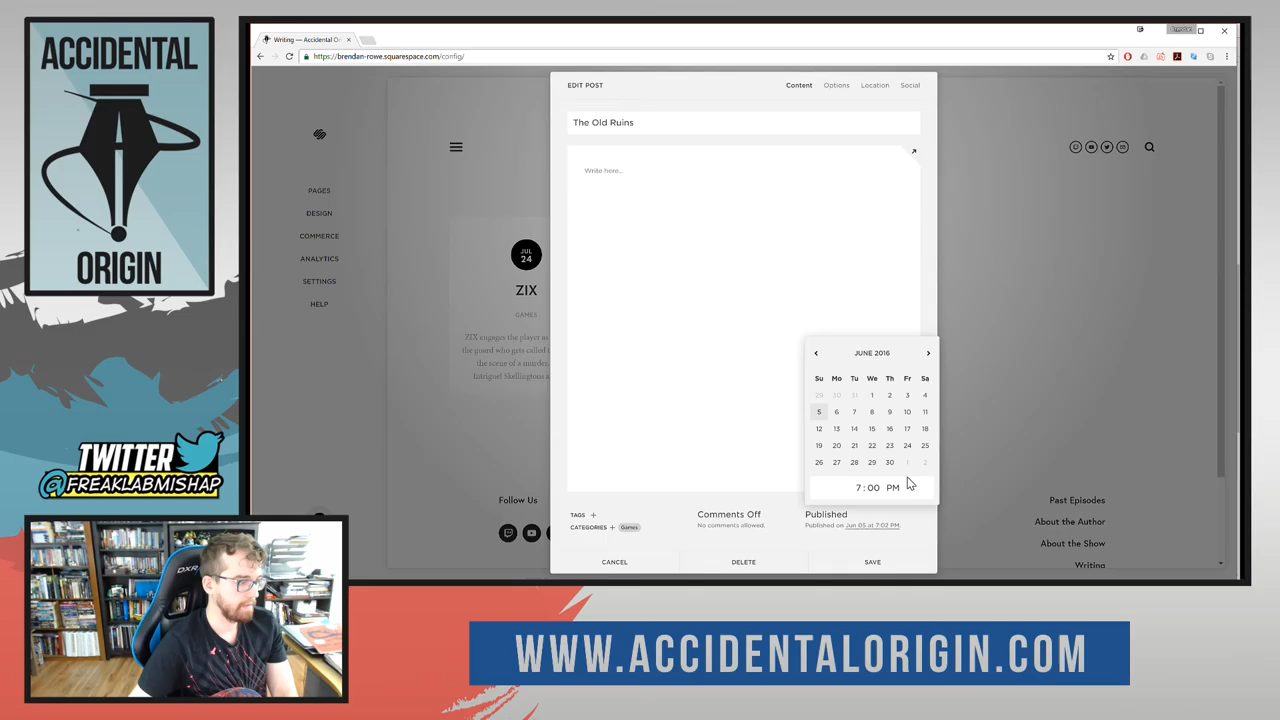 ACCIDENTAL
ORIGIN
TWITTER
@FREAKLABMISHAP
DXR
Writing — Accidental O
https://brendan-rowe.squarespace.com/config/
PAGES
DESIGN
COMMERCE
ANALYTICS
SETTINGS
HELP
JUL
24
ZIX
GAMES
ZIX engages the player as
the guard who gets called
the scene of a murder.
Intrigue! Skellingtons a
Follow Us
EDIT POST
Content Options Location Social
The Old Ruins
Write here...
JUNE 2016
Su Mo Tu We Th Fr Sa
29 30 31 1 2 3 4
5 6 7 8 9 10 11
12 13 14 15 16 17 18
19 20 21 22 23 24 25
26 27 28 29 30 1 2
7 : 00 PM
TAGS +
CATEGORIES + Games
Comments Off
No comments allowed.
Published
Published on Jun 05 at 7:02 PM.
CANCEL DELETE SAVE
Past Episodes
About the Author
About the Show
Writing
WWW.ACCIDENTALORIGIN.COM